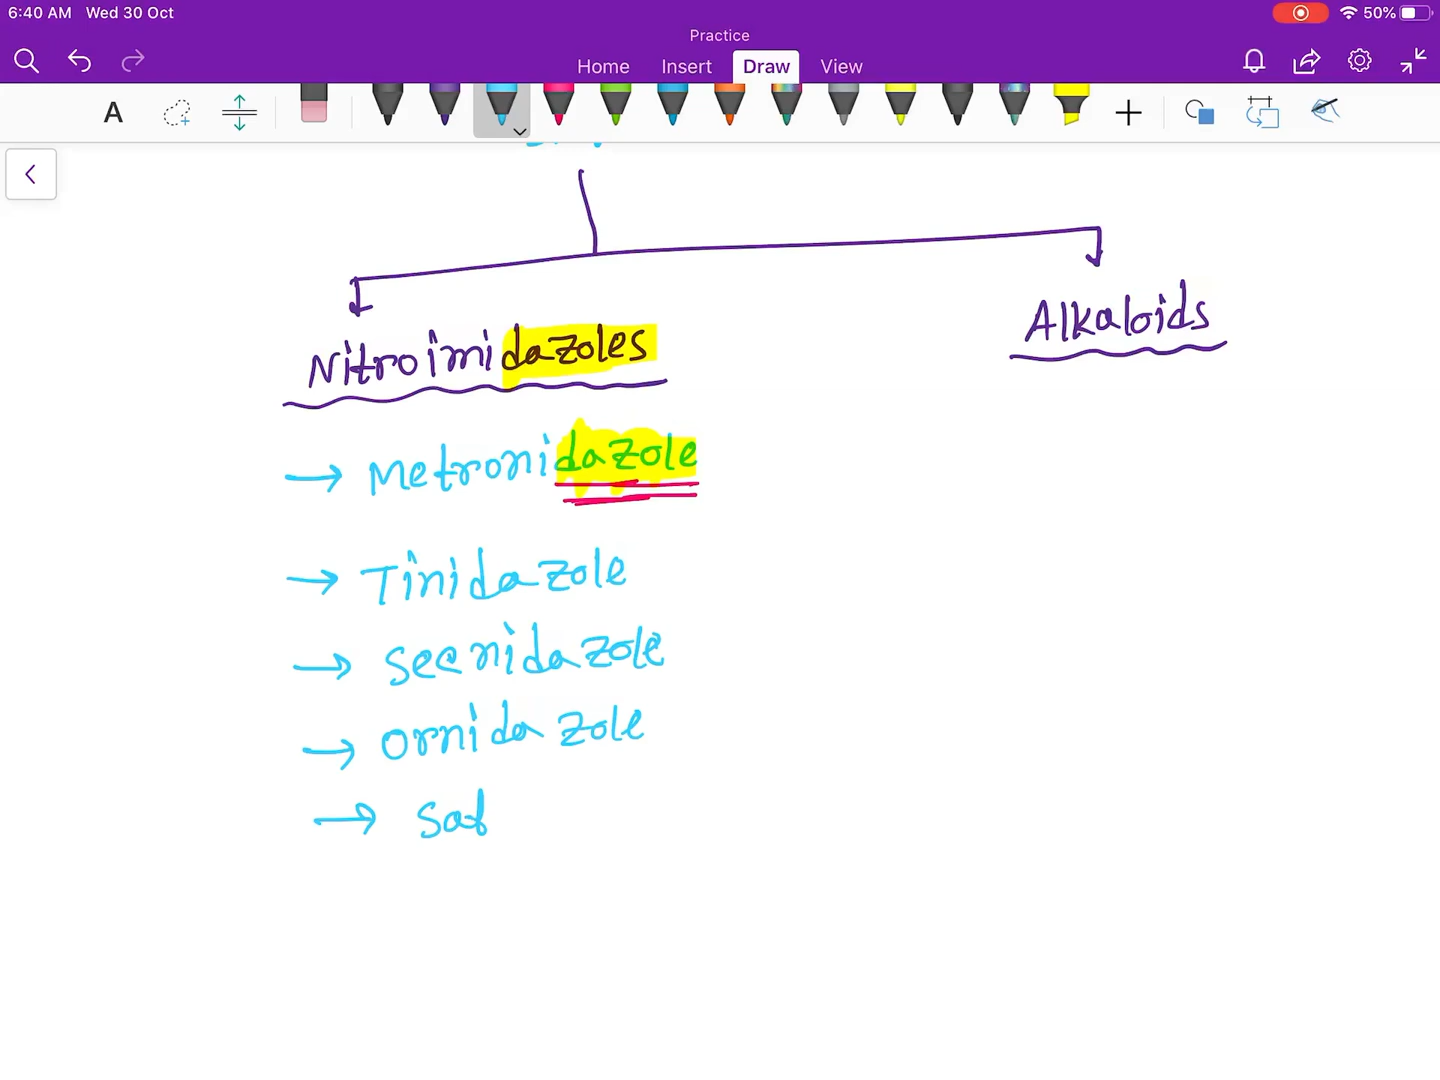 6:40 AM Wed 30 Oct
50%
Practice
Home Insert Draw View
A
Nitroimidazoles
Alkaloids
→ Metronidazole
→ Tinidazole
→ Secnidazole
→ Ornidazole
→ Sat